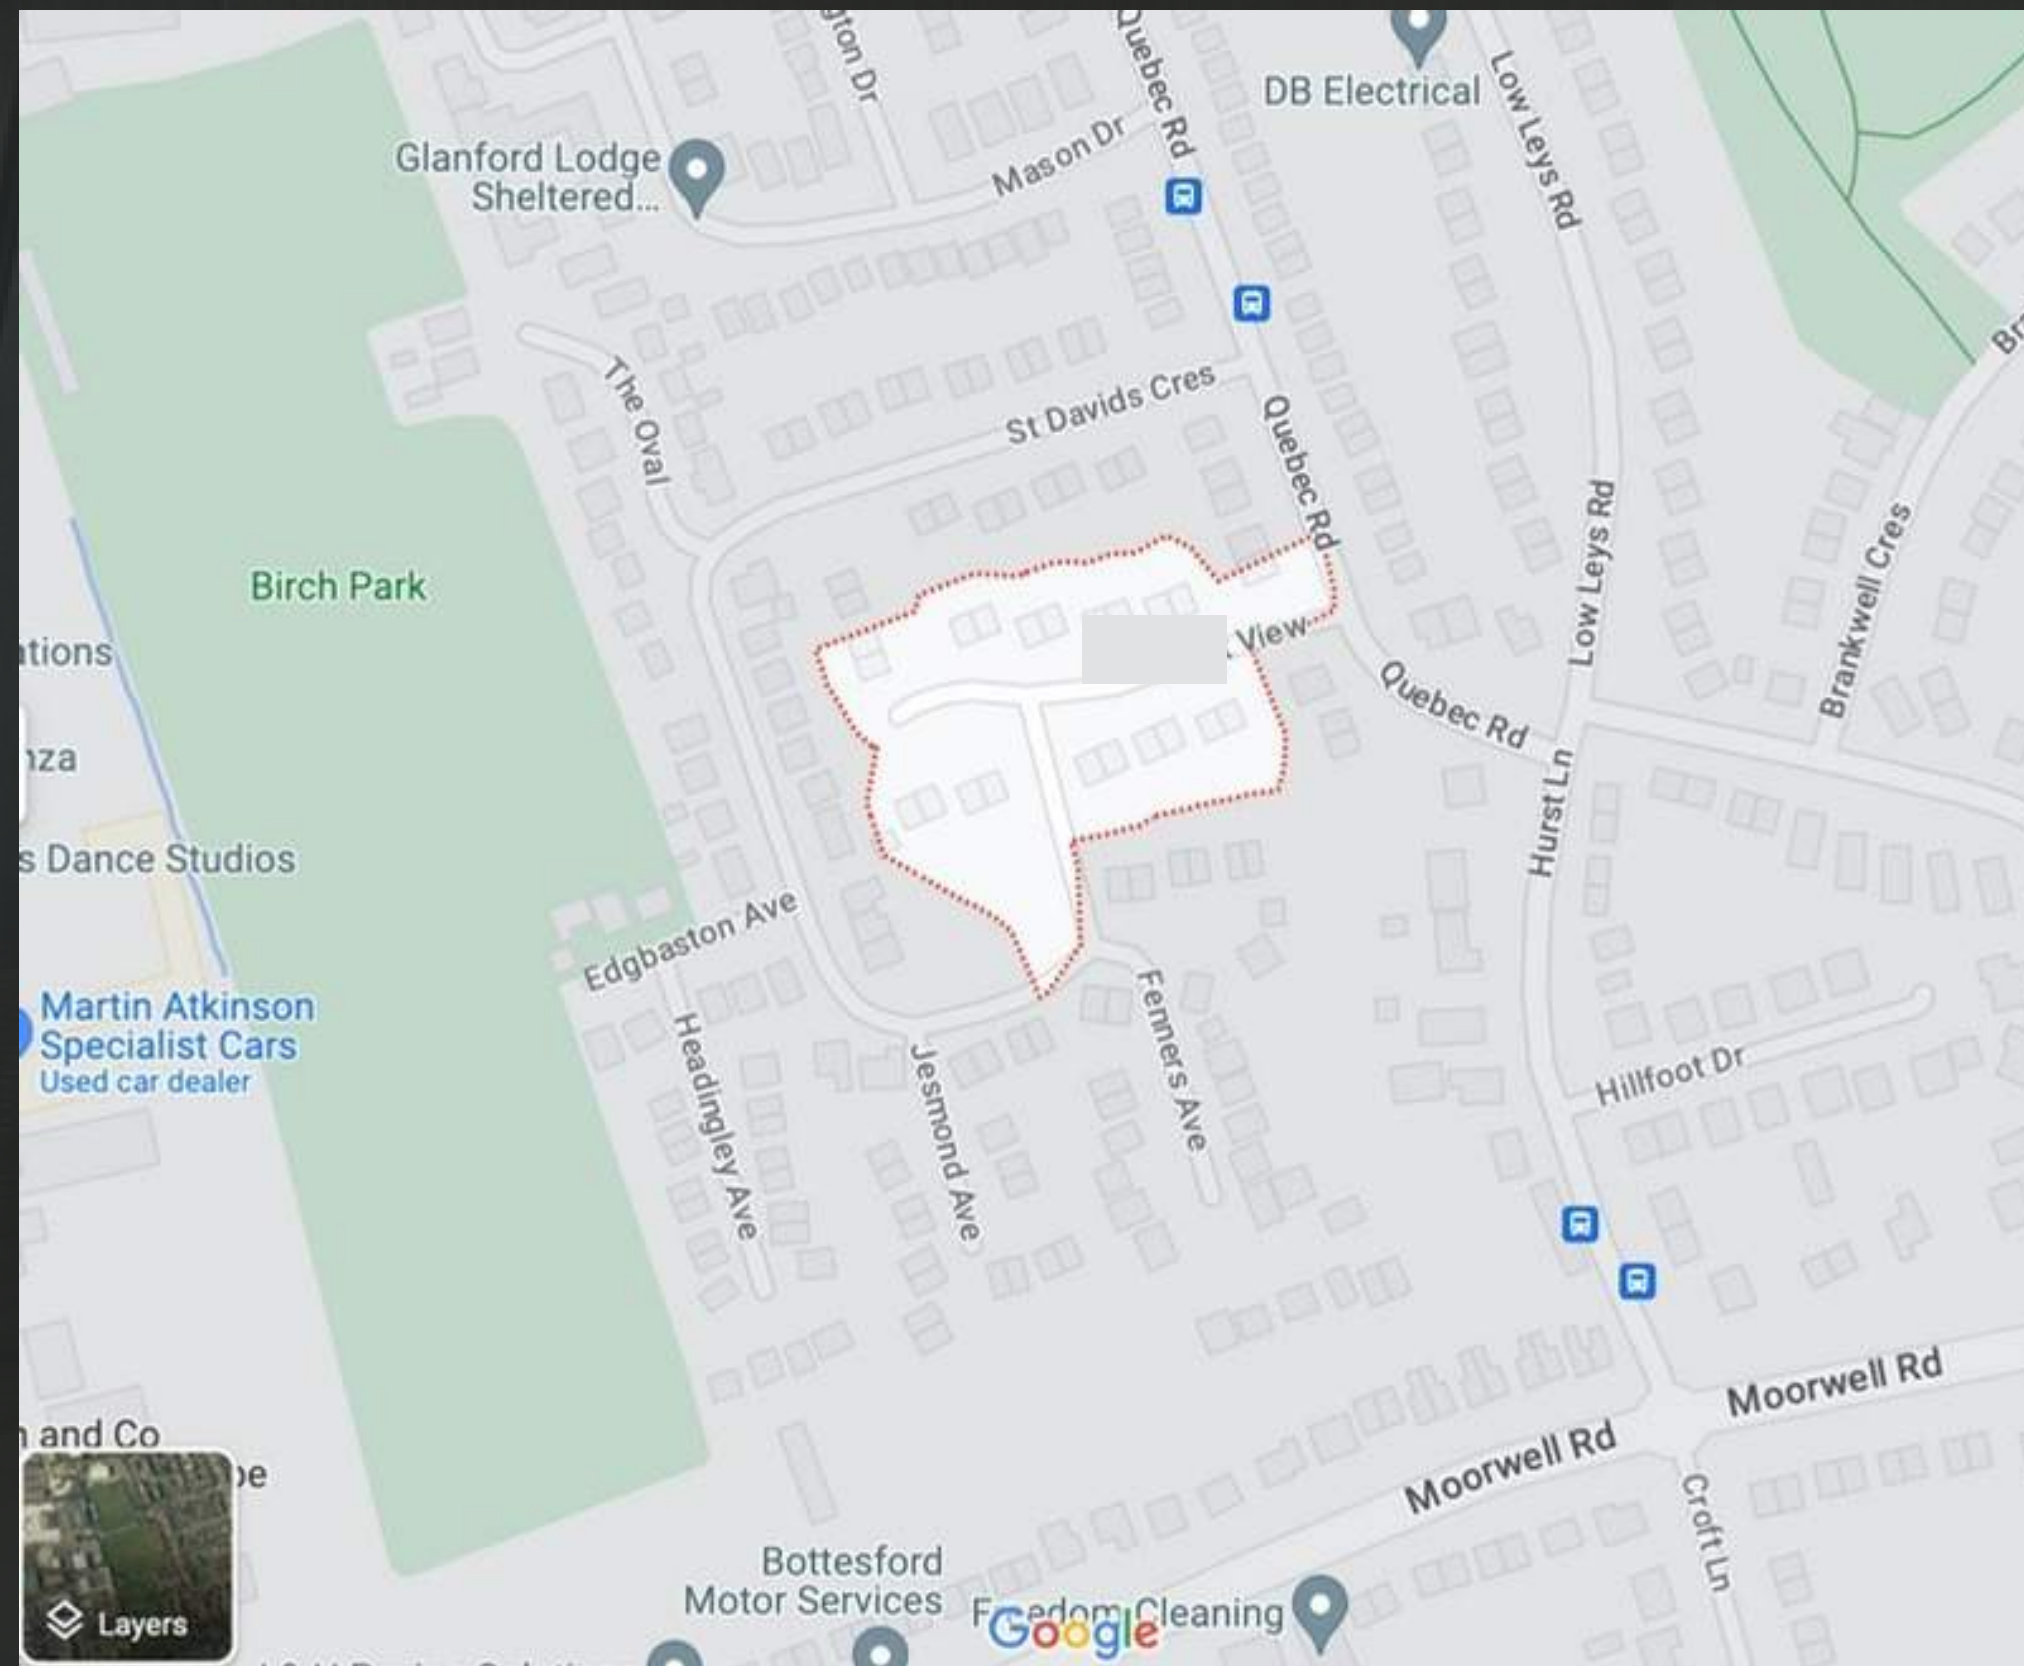 Quebec Rd
DB Electrical
Low Leys Rd
Glanford Lodge
Sheltered...
Mason Dr
The Oval
St Davids Cres
Quebec Rd
Low Leys Rd
Brankwell Cres
Birch Park
View
Quebec Rd
Hurst Ln
s Dance Studios
Edgbaston Ave
Martin Atkinson
Specialist Cars
Used car dealer
Headingley Ave
Jesmond Ave
Fenners Ave
Hillfoot Dr
Moorwell Rd
Moorwell Rd
and Co
Croft Ln
Layers
Bottesford
Motor Services
Freedom Cleaning
Google